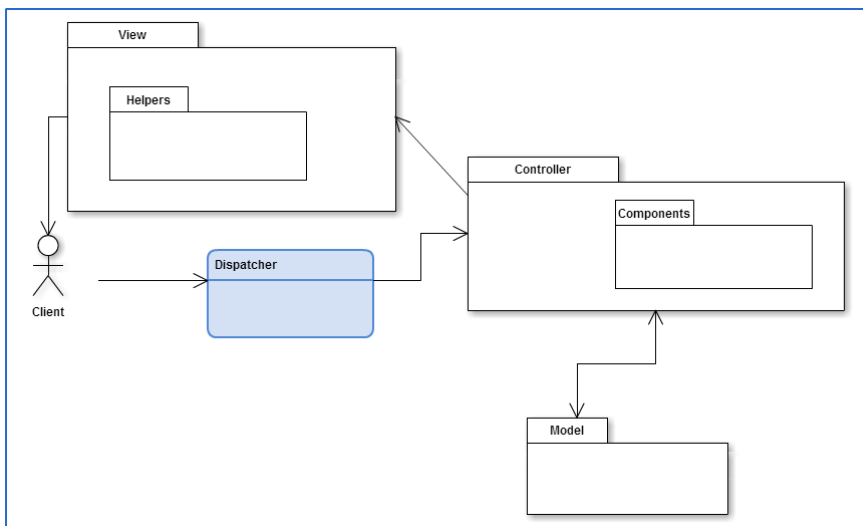 View
Helpers
Controller
Components
Dispatcher
Client
Model